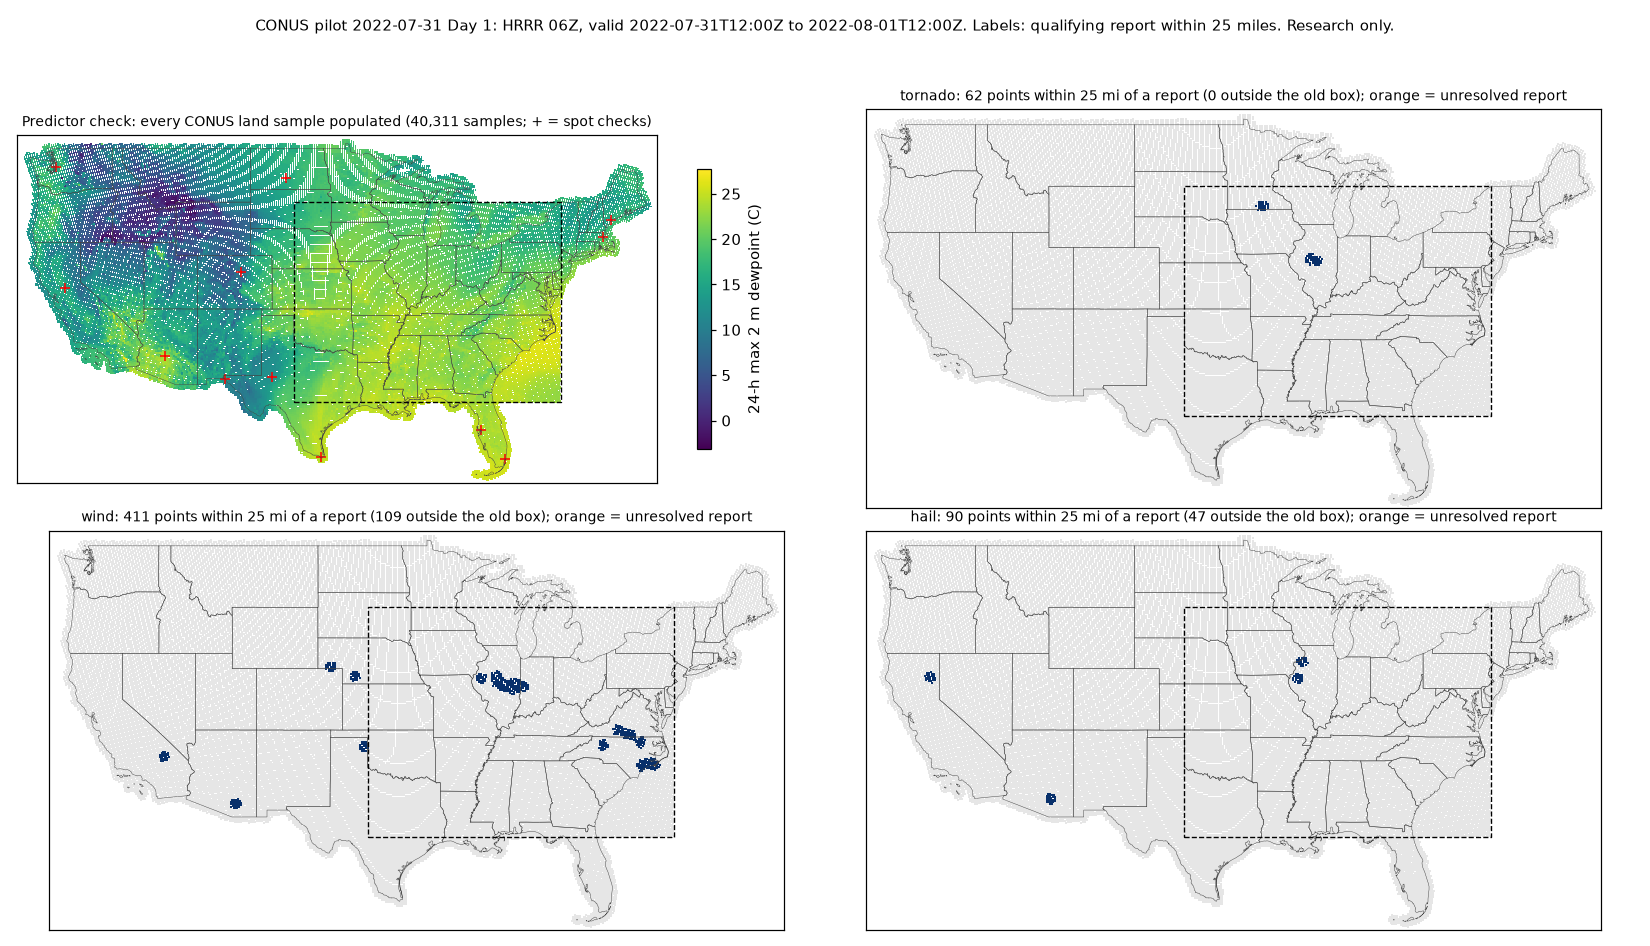 CONUS pilot 2022-07-31 Day 1: HRRR 06Z, valid 2022-07-31T12:00Z to 2022-08-01T12:00Z. Labels: qualifying report within 25 miles. Research only.
Predictor check: every CONUS land sample populated (40,311 samples; + = spot checks)
25
20
15
10
5
0
24-h max 2 m dewpoint (C)
tornado: 62 points within 25 mi of a report (0 outside the old box); orange = unresolved report
wind: 411 points within 25 mi of a report (109 outside the old box); orange = unresolved report
hail: 90 points within 25 mi of a report (47 outside the old box); orange = unresolved report